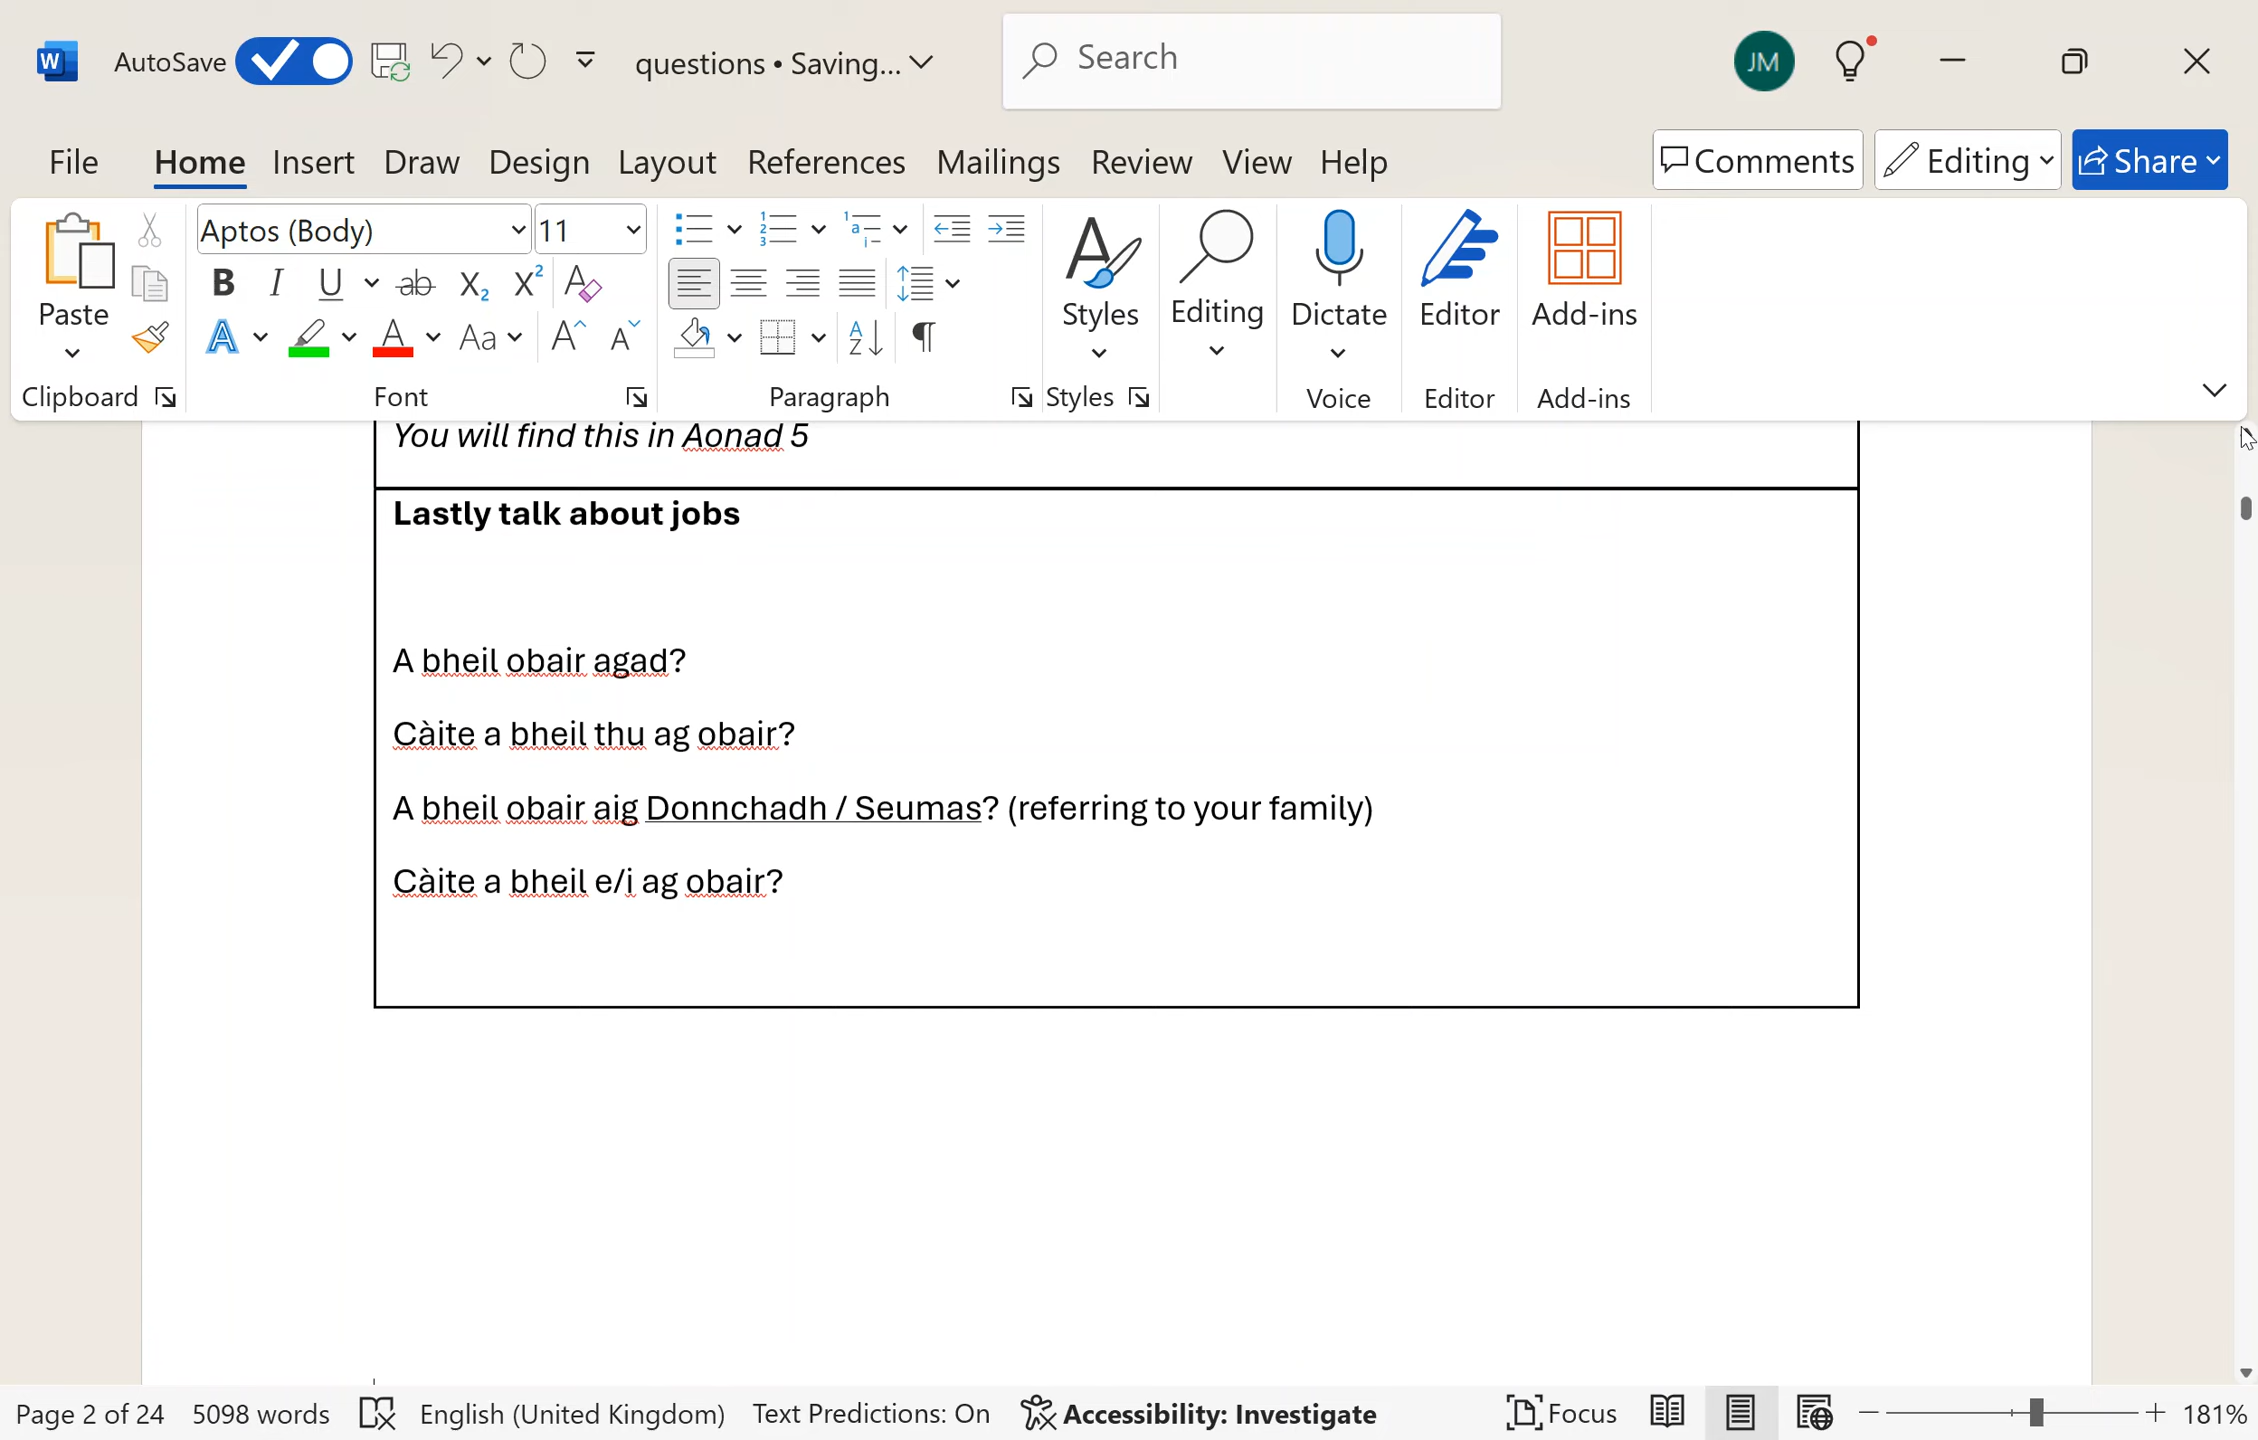 AutoSave
questions • Saving...
Search
JM
File Home Insert Draw Design Layout References Mailings Review View Help
Comments Editing Share
Paste
Clipboard
Aptos (Body) 11
Font
Paragraph
Styles
Styles
Editing
Dictate
Voice
Editor
Editor
Add-ins
Add-ins
You will find this in Aonad 5
Lastly talk about jobs
A bheil obair agad?
Càite a bheil thu ag obair?
A bheil obair aig Donnchadh / Seumas? (referring to your family)
Càite a bheil e/i ag obair?
Page 2 of 24 5098 words English (United Kingdom) Text Predictions: On Accessibility: Investigate Focus 181%